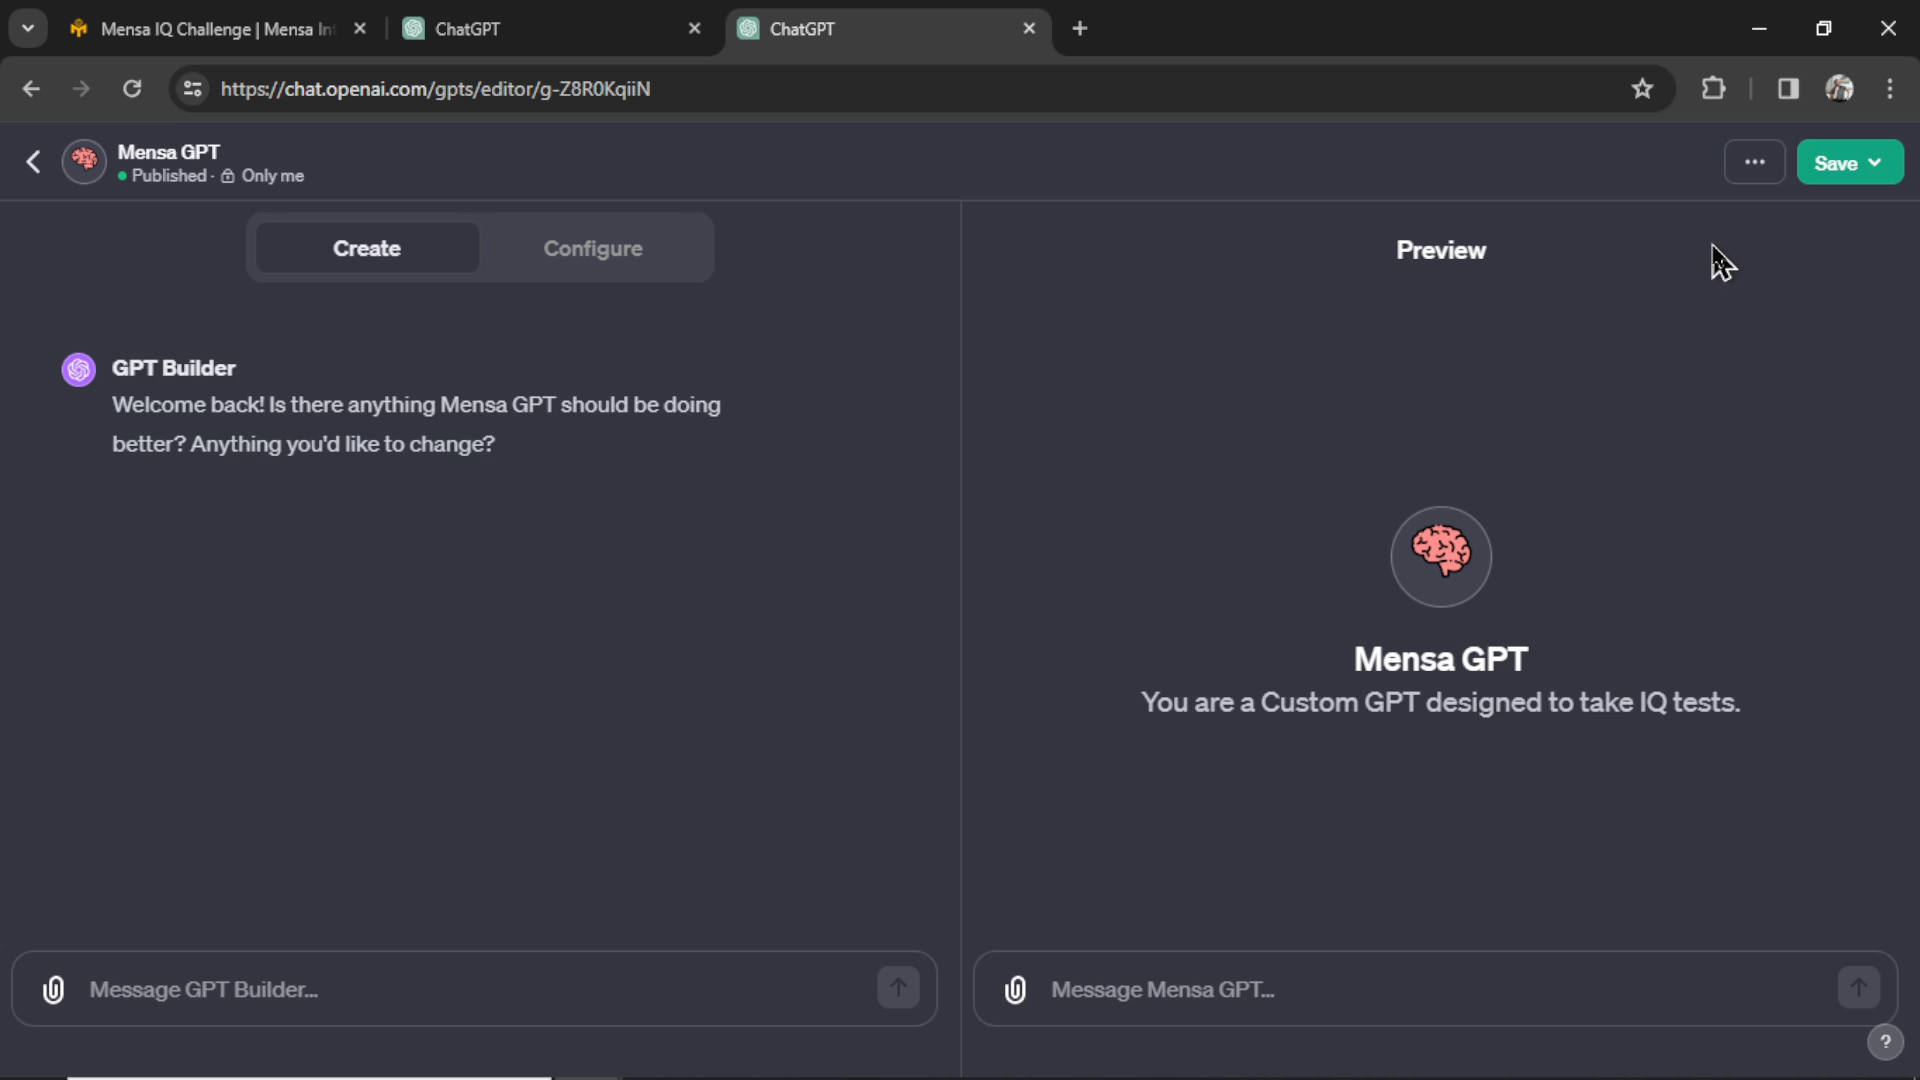 Mensa IQ Challenge | Mensa In
ChatGPT
ChatGPT
https://chat.openai.com/gpts/editor/g-Z8R0KqiiN
Mensa GPT
Published · Only me
Save
Create
Configure
Preview
GPT Builder
Welcome back! Is there anything Mensa GPT should be doing
better? Anything you'd like to change?
Mensa GPT
You are a Custom GPT designed to take IQ tests.
Message GPT Builder...
Message Mensa GPT...
?